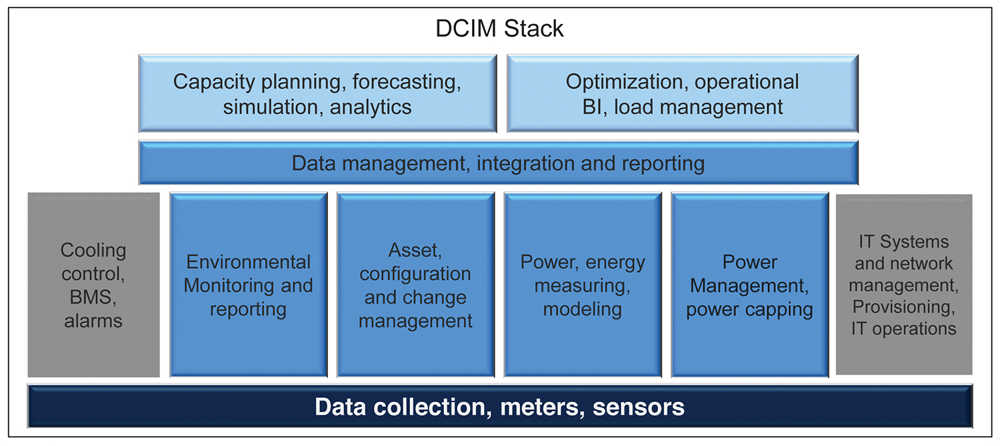 DCIM Stack
Capacity planning, forecasting,
simulation, analytics
Optimization, operational
BI, load management
Data management, integration and reporting
Cooling
control,
BMS,
alarms
Environmental
Monitoring and
reporting
Asset,
configuration
and change
management
Power, energy
measuring,
modeling
Power
Management,
power capping
IT Systems
and network
management,
Provisioning,
IT operations
Data collection, meters, sensors